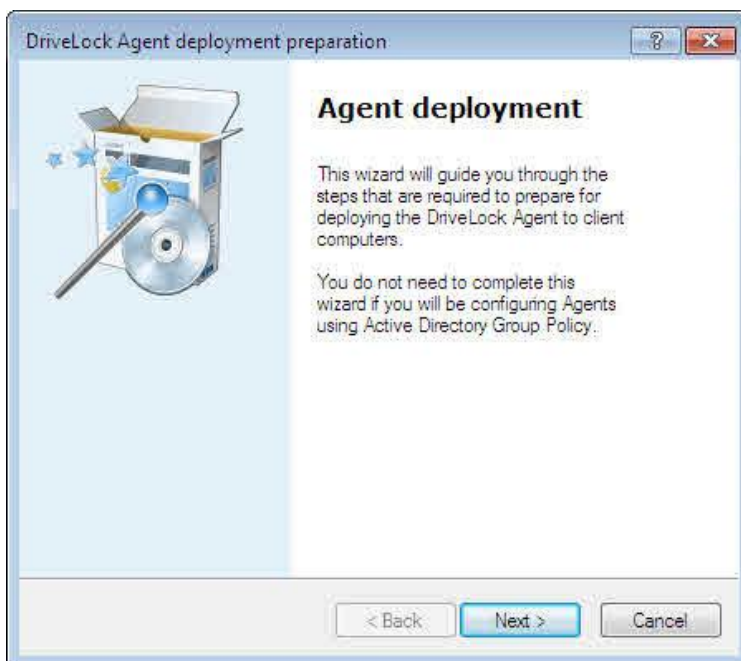 DriveLock Agent deployment preparation
?
Agent deployment
This wizard will guide you through the
steps that are required to prepare for
deploying the DriveLock Agent to client
computers.
You do not need to complete this
wizard if you will be configuring Agents
using Active Directory Group Policy.
< Back
Next >
Cancel